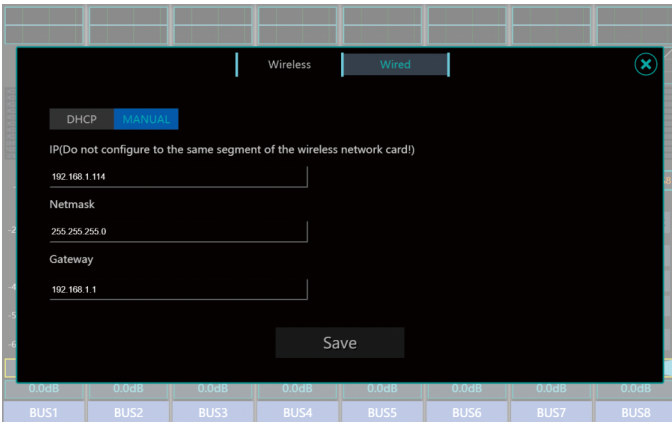 Wireless Wired
DHCP MANUAL
IP(Do not configure to the same segment of the wireless network card!)
192.168.1.114
Netmask
255.255.255.0
Gateway
192.168.1.1
Save
0.0dB 0.0dB 0.0dB 0.0dB 0.0dB 0.0dB 0.0dB 0.0dB
BUS1 BUS2 BUS3 BUS4 BUS5 BUS6 BUS7 BUS8